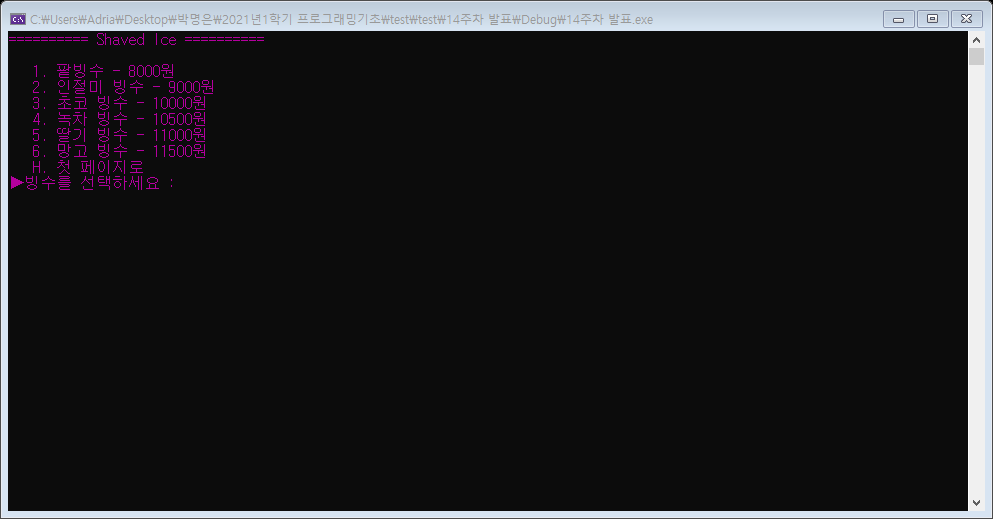 C:\Users\Adria\Desktop\박명은\2021년1학기 프로그래밍기초\test\test\14주차 발표\Debug\14주차 발표.exe
========== Shaved Ice ==========
1. 팥빙수 - 8000원
2. 인절미 빙수 - 9000원
3. 초코 빙수 - 10000원
4. 녹차 빙수 - 10500원
5. 딸기 빙수 - 11000원
6. 망고 빙수 - 11500원
H. 첫 페이지로
▶빙수를 선택하세요 :